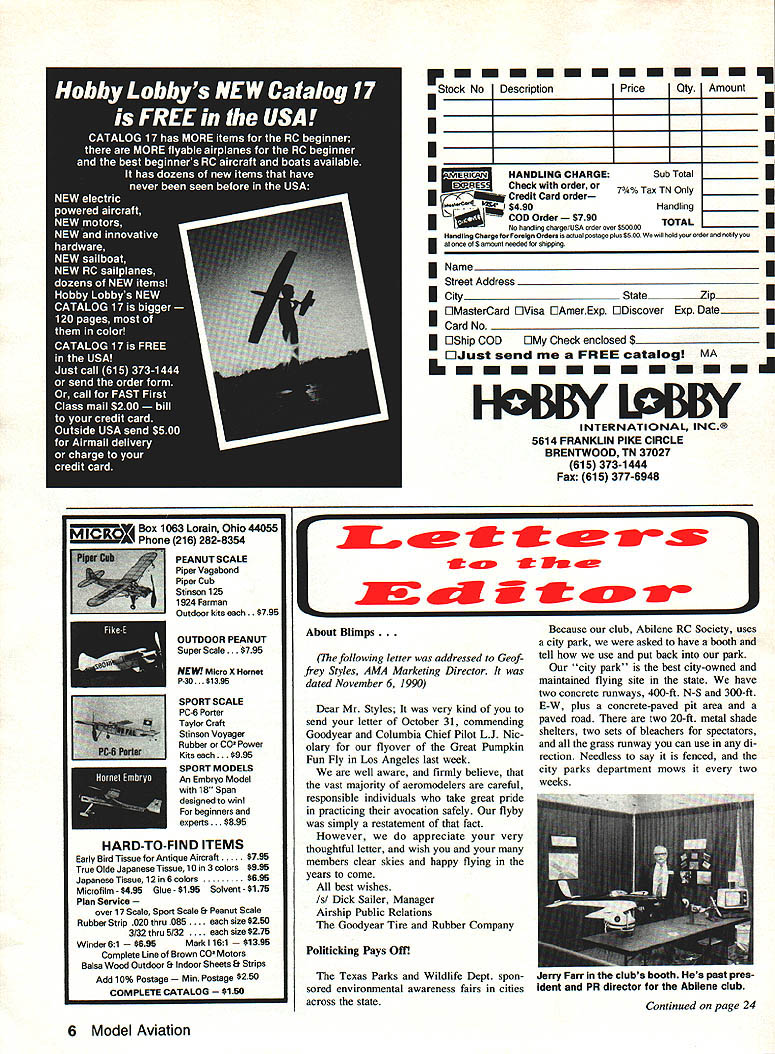 Hobby Lobby's NEW Catalog 17
is FREE in the USA!
CATALOG 17 has MORE items for the RC beginner;
there are MORE flyable airplanes for the RC beginner
and the best beginner's RC aircraft and boats available.
It has dozens of new items that have
never been seen before in the USA:
NEW electric
powered aircraft,
NEW motors,
NEW and innovative
hardware,
NEW sailboat,
NEW RC sailplanes,
dozens of NEW items!
Hobby Lobby's NEW
CATALOG 17 is bigger —
120 pages, most of
them in color!
CATALOG 17 is FREE
in the USA!
Just call (615) 373-1444
or send the order form.
Or, call for FAST First
Class mail $2.00 — bill
to your credit card.
Outside USA send $5.00
for Airmail delivery
or charge to your
credit card.
Stock No Description Price Qty. Amount
AMERICAN EXPRESS
MasterCard
VISA
DISCOVER
HANDLING CHARGE:
Check with order, or
Credit Card order—
$4.90
COD Order — $7.90
No handling charge/USA order over $500.00
Sub Total
7¾% Tax TN Only
Handling
TOTAL
Handling Charge for Foreign Orders is actual postage plus $5.00. We will hold your order and notify you
at once of $ amount needed for shipping.
Name
Street Address
City State Zip
□MasterCard □Visa □Amer.Exp. □Discover Exp. Date
Card No.
□Ship COD □My Check enclosed $
□Just send me a FREE catalog! MA
HOBBY LOBBY
INTERNATIONAL, INC.®
5614 FRANKLIN PIKE CIRCLE
BRENTWOOD, TN 37027
(615) 373-1444
Fax: (615) 377-6948
MICROX Box 1063 Lorain, Ohio 44055
Phone (216) 282-8354
Piper Cub
PEANUT SCALE
Piper Vagabond
Piper Cub
Stinson 125
1924 Farman
Outdoor kits each . . $7.95
Fike-E
OUTDOOR PEANUT
Super Scale . . . $7.95
NEW! Micro X Hornet
P-30 . . . $13.95
PC-6 Porter
SPORT SCALE
PC-6 Porter
Taylor Craft
Stinson Voyager
Rubber or CO² Power
Kits each . . . $9.95
Hornet Embryo
SPORT MODELS
An Embryo Model
with 18" Span
designed to win!
For beginners and
experts . . . $8.95
HARD-TO-FIND ITEMS
Early Bird Tissue for Antique Aircraft . . . . . $7.95
True Olde Japanese Tissue, 10 in 3 colors $9.95
Japanese Tissue, 12 in 6 colors . . . . . . . . . $6.95
Microfilm - $4.95 Glue - $1.95 Solvent - $1.75
Plan Service —
over 17 Scale, Sport Scale & Peanut Scale
Rubber Strip .020 thru .085 . . . . each size $2.50
3/32 thru 5/32 . . . . each size $2.75
Winder 6:1 — $6.95 Mark I 16:1 — $13.95
Complete Line of Brown CO² Motors
Balsa Wood Outdoor & Indoor Sheets & Strips
Add 10% Postage — Min. Postage $2.50
COMPLETE CATALOG — $1.50
Letters
to the
Editor
About Blimps . . .
(The following letter was addressed to Geof-
frey Styles, AMA Marketing Director. It was
dated November 6, 1990)
Dear Mr. Styles; It was very kind of you to
send your letter of October 31, commending
Goodyear and Columbia Chief Pilot L.J. Nic-
olary for our flyover of the Great Pumpkin
Fun Fly in Los Angeles last week.
We are well aware, and firmly believe, that
the vast majority of aeromodelers are careful,
responsible individuals who take great pride
in practicing their avocation safely. Our flyby
was simply a restatement of that fact.
However, we do appreciate your very
thoughtful letter, and wish you and your many
members clear skies and happy flying in the
years to come.
All best wishes.
/s/ Dick Sailer, Manager
Airship Public Relations
The Goodyear Tire and Rubber Company
Politicking Pays Off!
The Texas Parks and Wildlife Dept. spon-
sored environmental awareness fairs in cities
across the state.
Because our club, Abilene RC Society, uses
a city park, we were asked to have a booth and
tell how we use and put back into our park.
Our "city park" is the best city-owned and
maintained flying site in the state. We have
two concrete runways, 400-ft. N-S and 300-ft.
E-W, plus a concrete-paved pit area and a
paved road. There are two 20-ft. metal shade
shelters, two sets of bleachers for spectators,
and all the grass runway you can use in any di-
rection. Needless to say it is fenced, and the
city parks department mows it every two
weeks.
Jerry Farr in the club's booth. He's past pres-
ident and PR director for the Abilene club.
Continued on page 24
6 Model Aviation